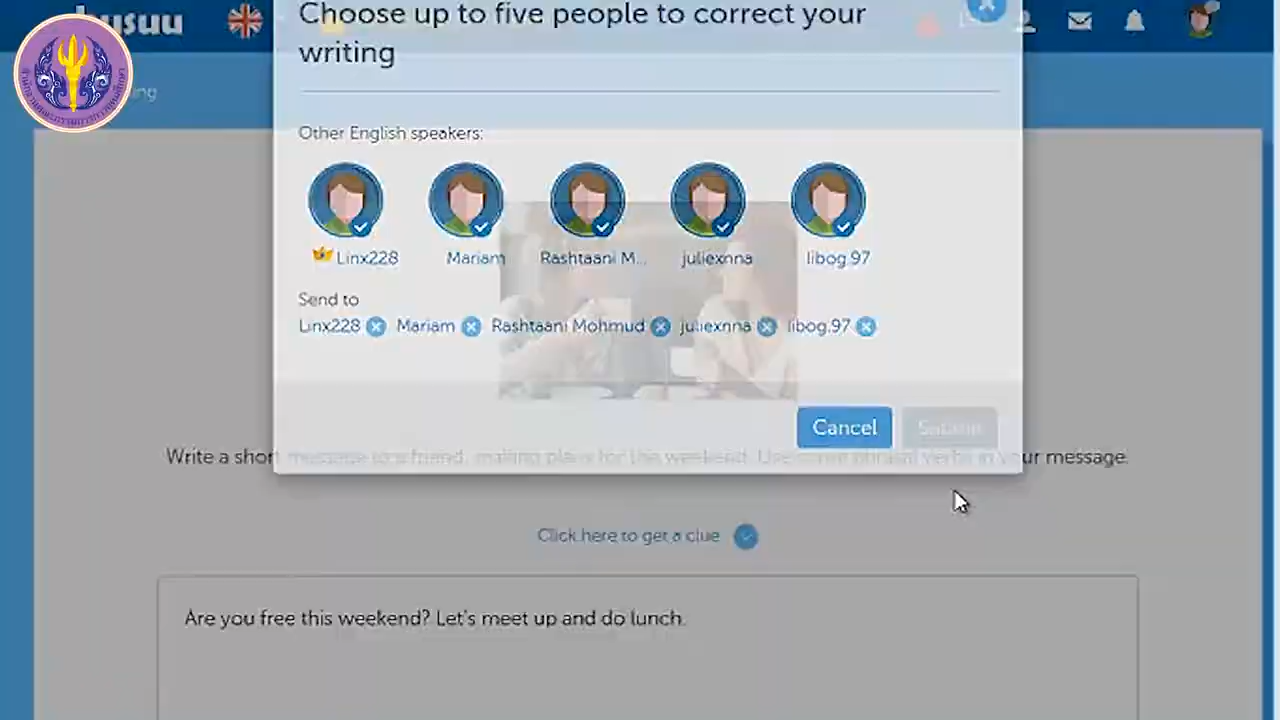 busuu
Choose up to five people to correct your
writing
Other English speakers:
Linx228
Mariam
Rashtaani M...
juliexnna
libog.97
Send to
Linx228 Mariam Rashtaani Mohmud juliexnna libog.97
Cancel Submit
Write a short message to a friend, making plans for this weekend. Use some phrasal verbs in your message.
Click here to get a clue
Are you free this weekend? Let's meet up and do lunch.